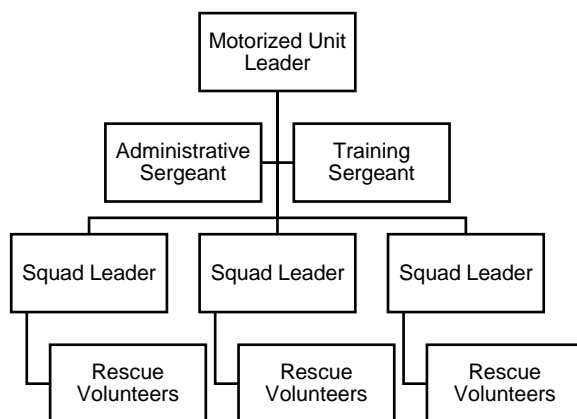 Motorized Unit
Leader
Administrative
Sergeant
Training
Sergeant
Squad Leader
Squad Leader
Squad Leader
Rescue
Volunteers
Rescue
Volunteers
Rescue
Volunteers